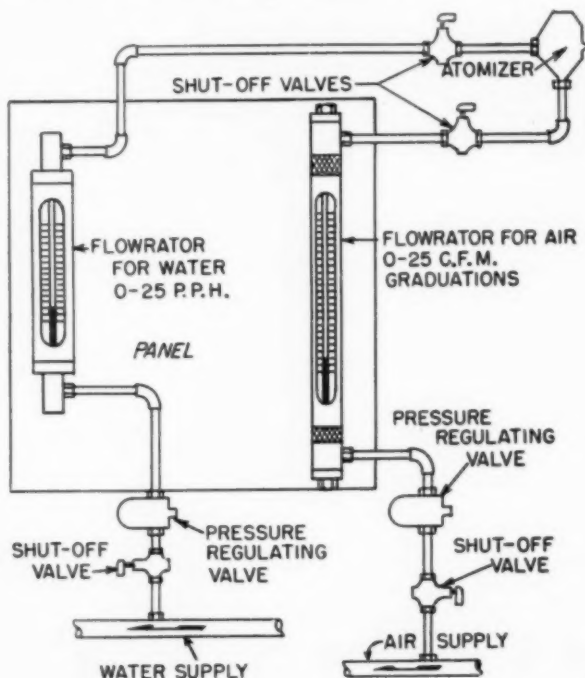 SHUT-OFF VALVES
ATOMIZER
FLOWRATOR
FOR WATER
0-25 P.P.H.
FLOWRATOR FOR AIR
0-25 C.F.M.
GRADUATIONS
PANEL
PRESSURE
REGULATING
VALVE
PRESSURE
REGULATING
VALVE
SHUT-OFF
VALVE
SHUT-OFF
VALVE
WATER SUPPLY
AIR SUPPLY